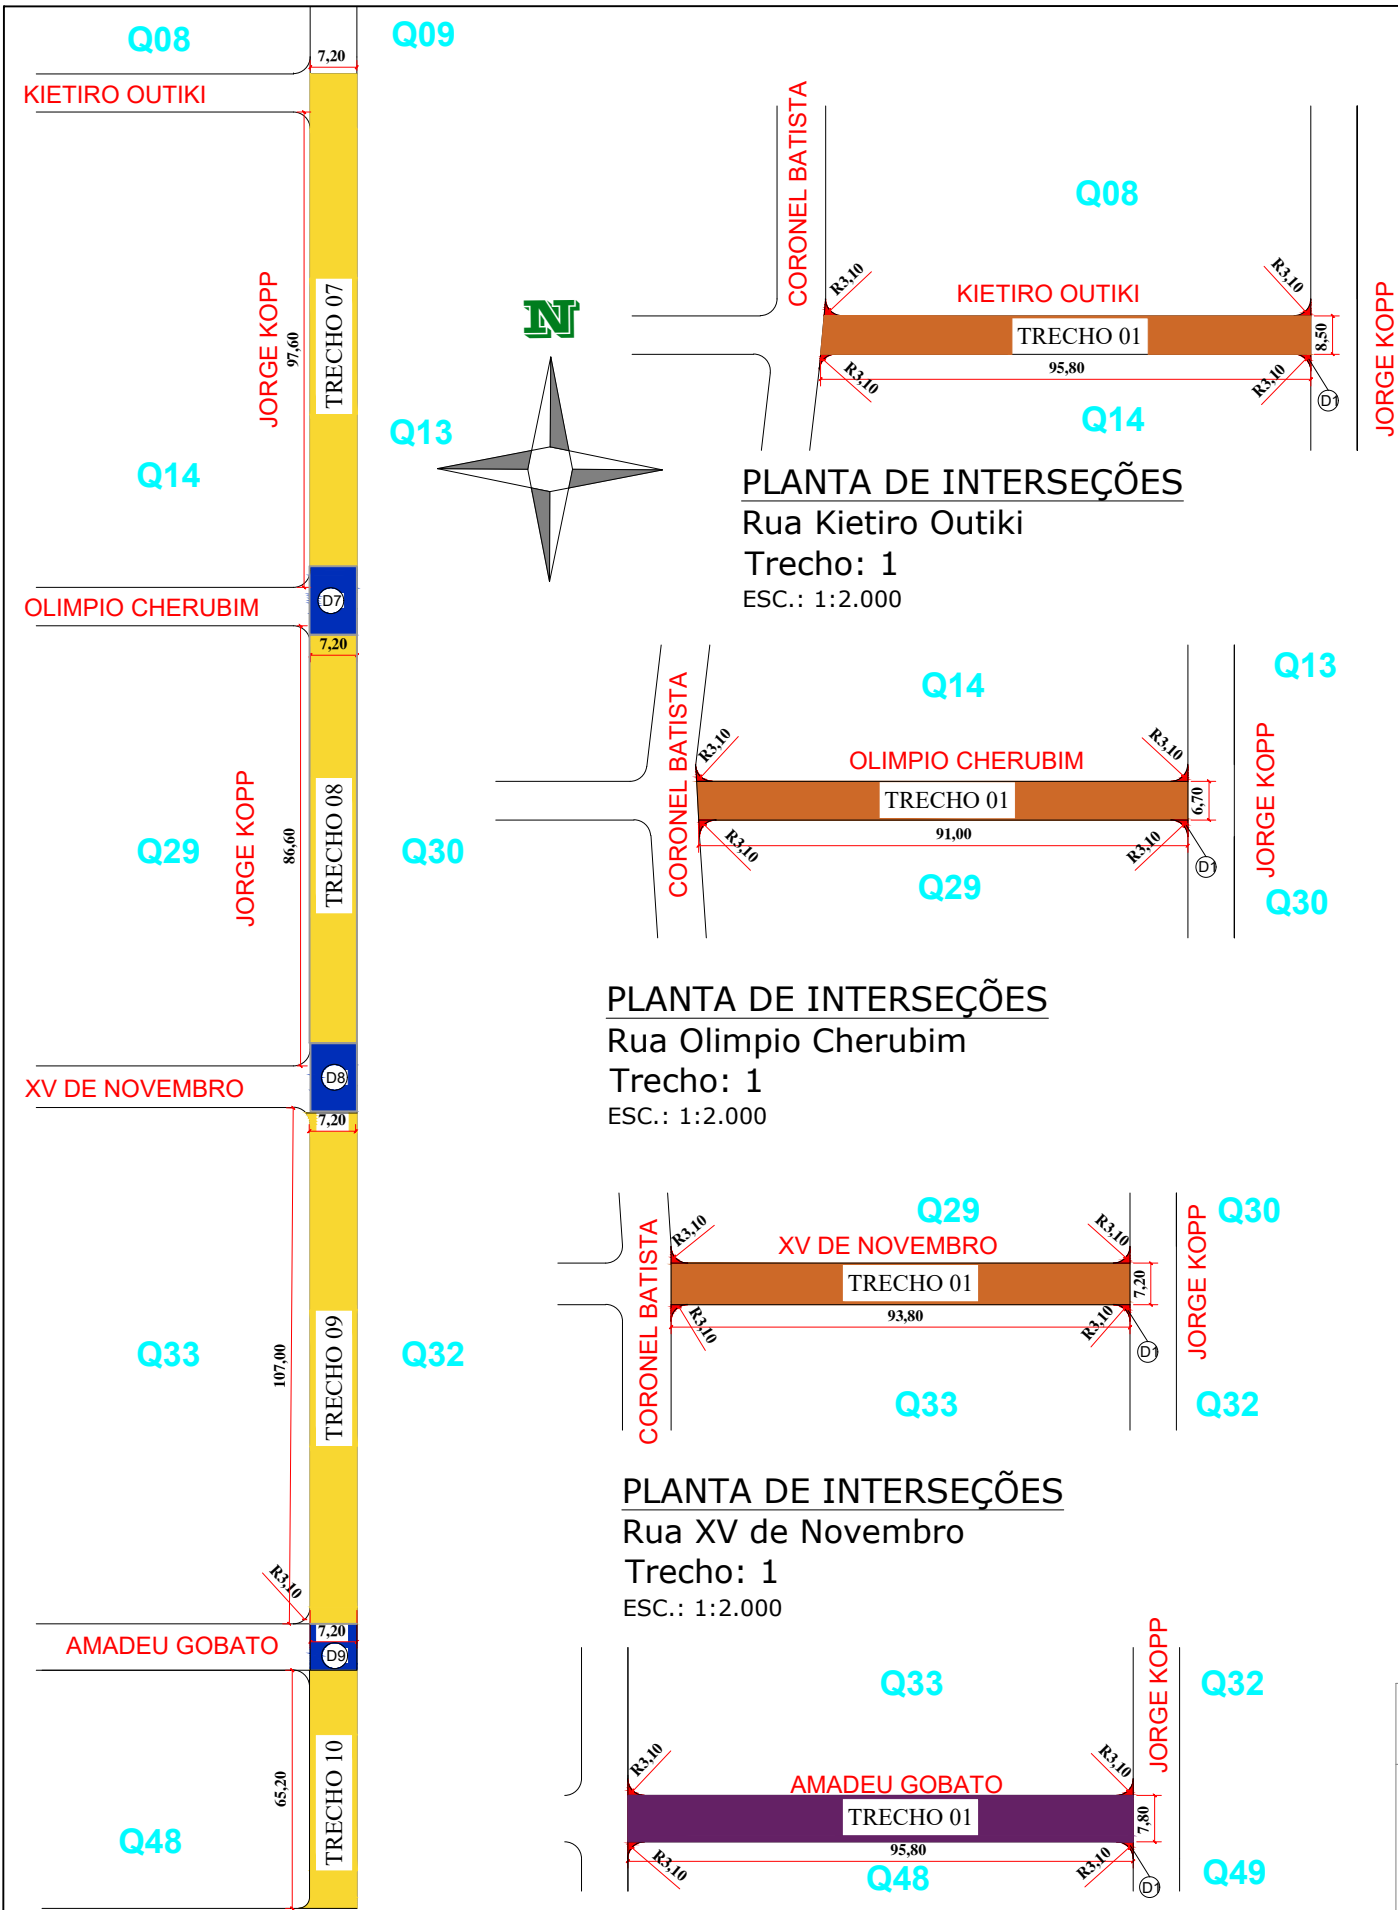 Q08
Q09
7,20
KIETIRO OUTIKI
97,60
JORGE KOPP
TRECHO 07
Q14
Q13
D7
OLIMPIO CHERUBIM
7,20
86,60
JORGE KOPP
TRECHO 08
Q29
Q30
D8
XV DE NOVEMBRO
7,20
107,00
TRECHO 09
Q33
Q32
R3,10
7,20
AMADEU GOBATO
D9
65,20
TRECHO 10
Q48
N
CORONEL BATISTA
Q08
R3,10
KIETIRO OUTIKI
R3,10
TRECHO 01
8,50
JORGE KOPP
R3,10
95,80
R3,10
D1
Q14
PLANTA DE INTERSEÇÕES
Rua Kietiro Outiki
Trecho: 1
ESC.: 1:2.000
CORONEL BATISTA
Q14
Q13
R3,10
OLIMPIO CHERUBIM
R3,10
TRECHO 01
6,70
JORGE KOPP
R3,10
91,00
R3,10
D1
Q29
Q30
PLANTA DE INTERSEÇÕES
Rua Olimpio Cherubim
Trecho: 1
ESC.: 1:2.000
CORONEL BATISTA
Q29
Q30
R3,10
XV DE NOVEMBRO
R3,10
TRECHO 01
7,20
JORGE KOPP
R3,10
93,80
R3,10
D1
Q33
Q32
PLANTA DE INTERSEÇÕES
Rua XV de Novembro
Trecho: 1
ESC.: 1:2.000
Q33
JORGE KOPP
Q32
R3,10
AMADEU GOBATO
R3,10
TRECHO 01
7,80
R3,10
95,80
R3,10
D1
Q48
Q49